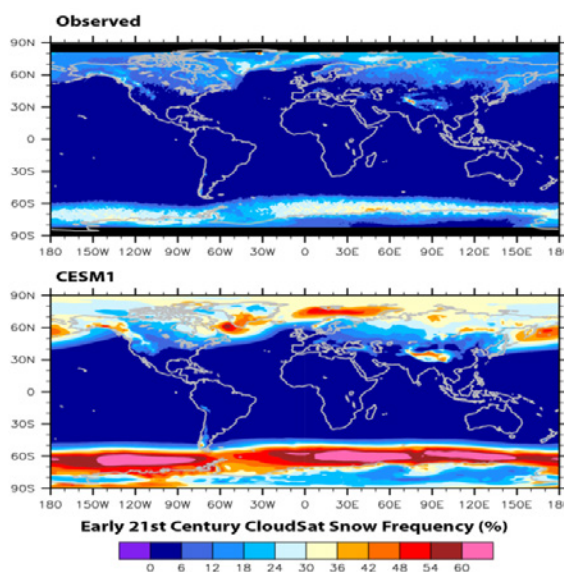 Observed
90N
60N
30N
0
30S
60S
90S
180 150W 120W 90W 60W 30W 0 30E 60E 90E 120E 150E 180
CESM1
90N
60N
30N
0
30S
60S
90S
180 150W 120W 90W 60W 30W 0 30E 60E 90E 120E 150E 180
Early 21st Century CloudSat Snow Frequency (%)
0 6 12 18 24 30 36 42 48 54 60